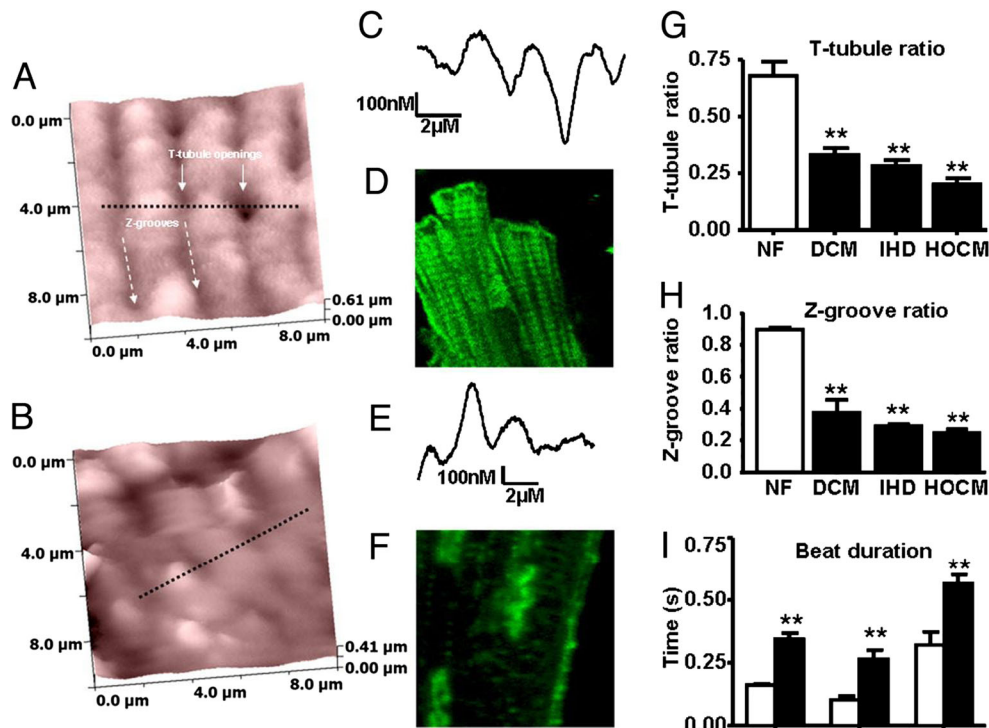 A
0.0 µm
4.0 µm
8.0 µm
T-tubule openings
Z-grooves
0.61 µm
0.00 µm
0.0 µm
4.0 µm
8.0 µm
B
0.0 µm
4.0 µm
8.0 µm
0.41 µm
0.00 µm
0.0 µm
4.0 µm
8.0 µm
C
100nM
2µM
D
E
100nM
2µM
F
G
T-tubule ratio
T-tubule ratio
0.75
0.50
0.25
0.00
**
**
**
NF DCM IHD HOCM
H
Z-groove ratio
Z-groove ratio
1.0
0.8
0.6
0.4
0.2
0.0
**
**
**
NF DCM IHD HOCM
I
Beat duration
Time (s)
0.75
0.50
0.25
0.00
**
**
**